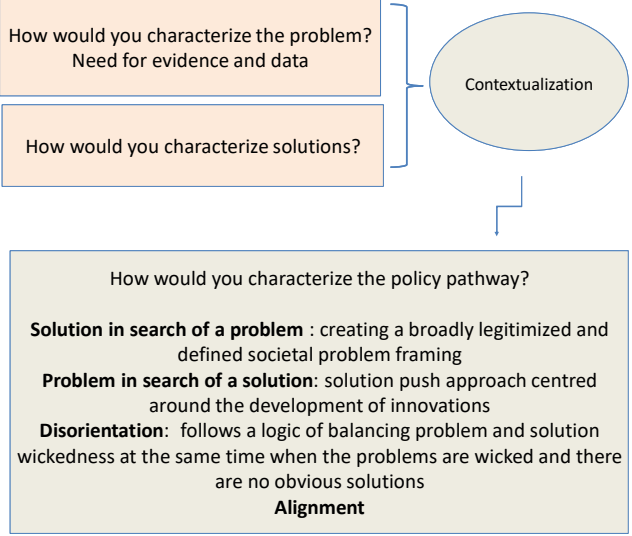 How would you characterize the problem?
Need for evidence and data
Contextualization
How would you characterize solutions?
How would you characterize the policy pathway?
Solution in search of a problem : creating a broadly legitimized and
defined societal problem framing
Problem in search of a solution: solution push approach centred
around the development of innovations
Disorientation: follows a logic of balancing problem and solution
wickedness at the same time when the problems are wicked and there
are no obvious solutions
Alignment